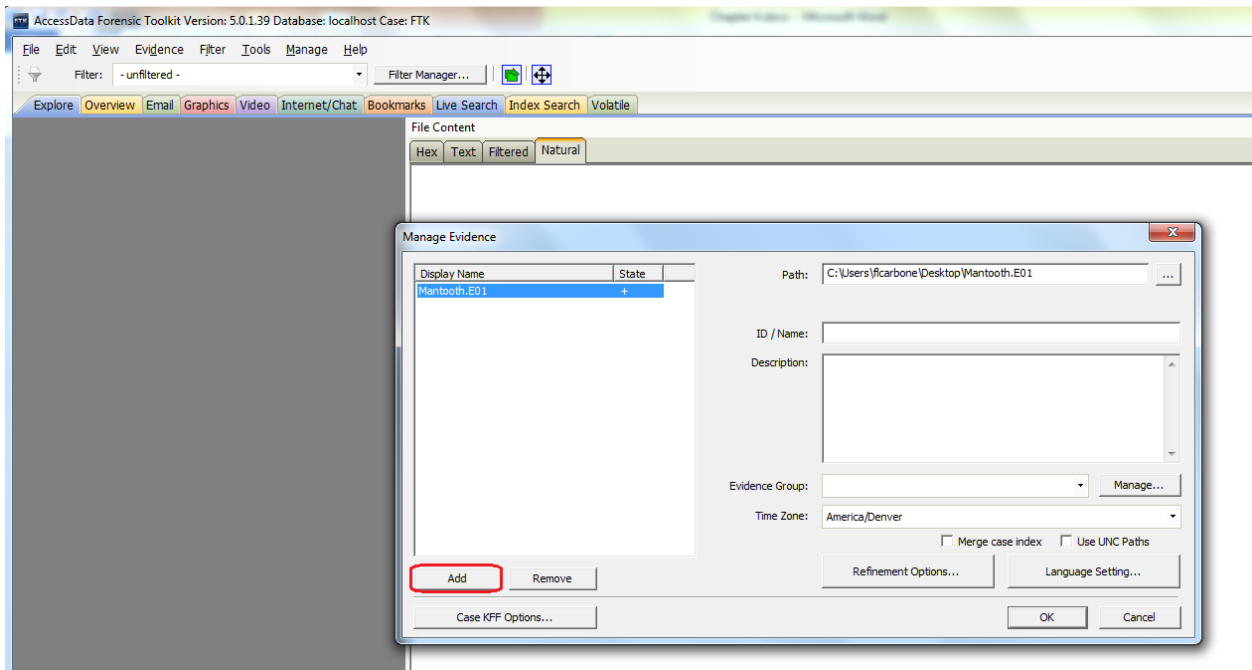 FTK AccessData Forensic Toolkit Version: 5.0.1.39 Database: localhost Case: FTK
File Edit View Evidence Filter Tools Manage Help
Filter: - unfiltered - Filter Manager...
Explore Overview Email Graphics Video Internet/Chat Bookmarks Live Search Index Search Volatile
File Content
Hex Text Filtered Natural
Manage Evidence
Display Name State
Mantooth.E01 +
Path: C:\Users\flcarbone\Desktop\Mantooth.E01 ...
ID / Name:
Description:
Evidence Group: Manage...
Time Zone: America/Denver
Merge case index Use UNC Paths
Add Remove Refinement Options... Language Setting...
Case KFF Options... OK Cancel